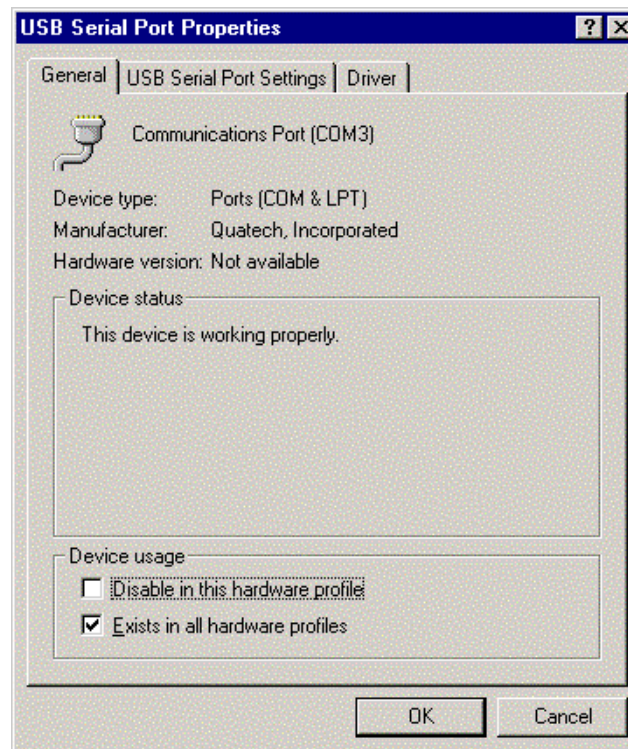 USB Serial Port Properties
General USB Serial Port Settings Driver
Communications Port (COM3)
Device type: Ports (COM & LPT)
Manufacturer: Quatech, Incorporated
Hardware version: Not available
Device status
This device is working properly.
Device usage
Disable in this hardware profile
Exists in all hardware profiles
OK Cancel